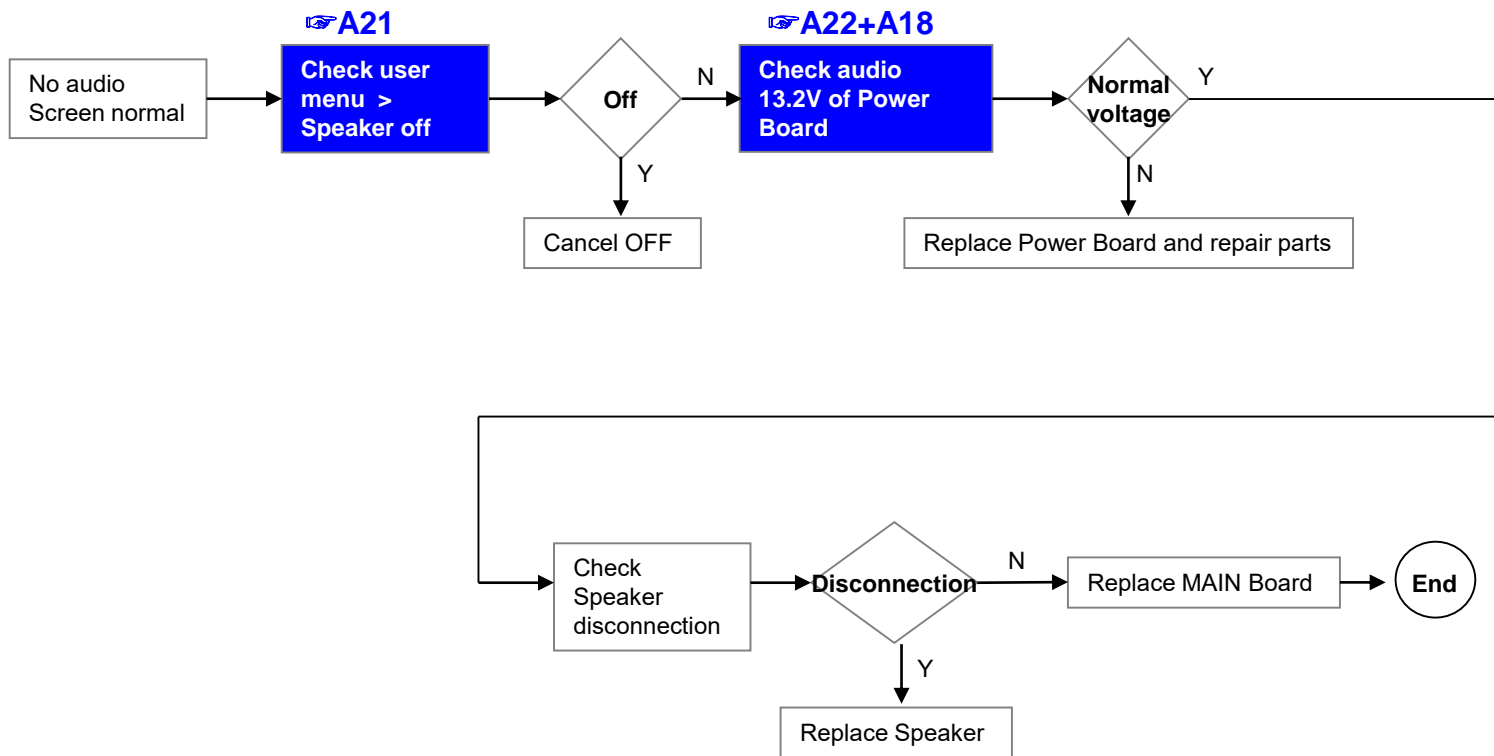 ☞A21
☞A22+A18
No audio
Screen normal
Check user
menu >
Speaker off
Off
N
Y
Cancel OFF
Check audio
13.2V of Power
Board
Normal
voltage
Y
N
Replace Power Board and repair parts
Check
Speaker
disconnection
Disconnection
N
Y
Replace MAIN Board
End
Replace Speaker